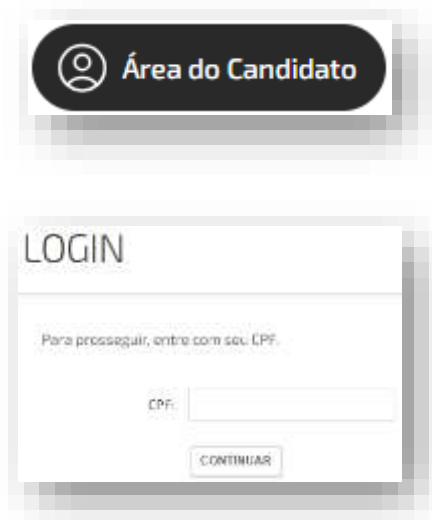 Área do Candidato
LOGIN
Para prosseguir, entre com seu CPF.
CPF:
CONTINUAR